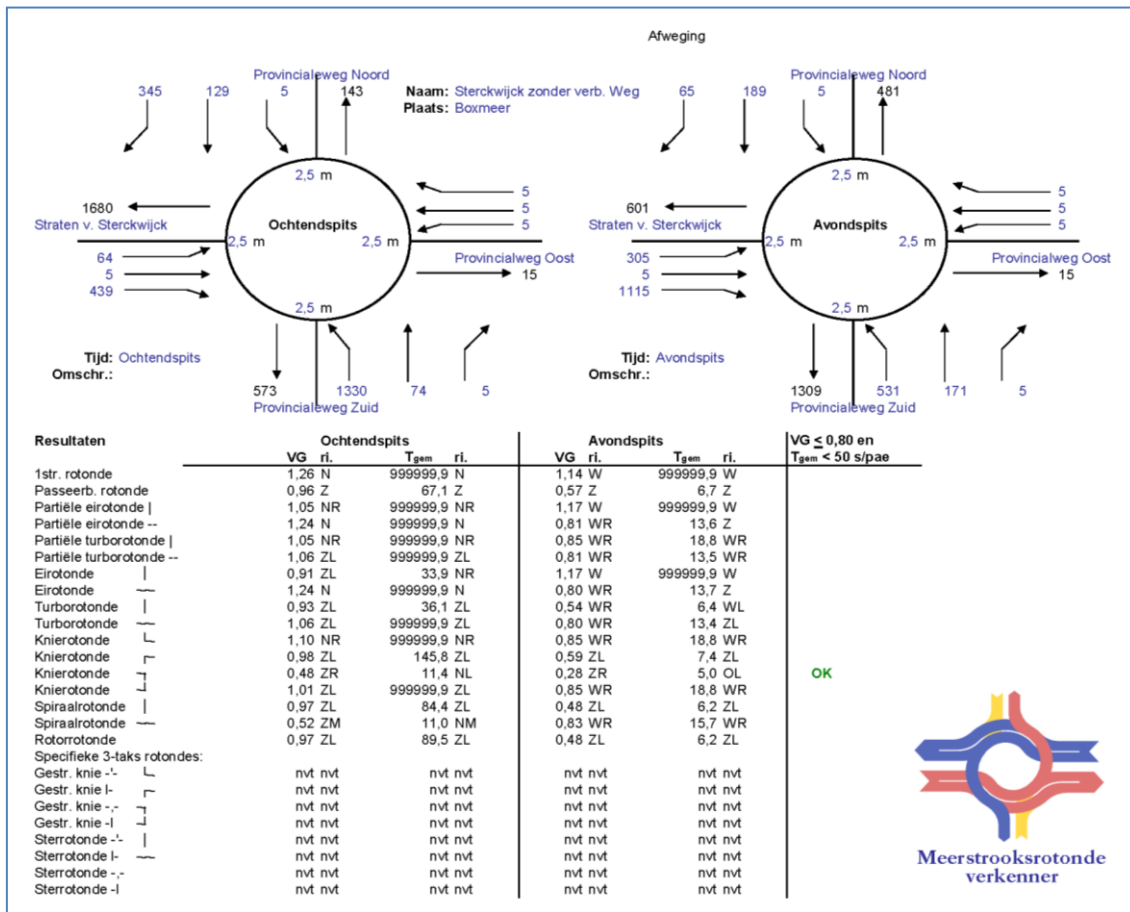 Afweging
Provincialeweg Noord Provincialeweg Noord
345 129 5 143 Naam: Sterckwijck zonder verb. Weg 65 189 5 481
Plaats: Boxmeer
2,5 m 2,5 m
5 5
1680 5 601 5
Straten v. Sterckwijck Ochtendspits 5 Straten v. Sterckwijck Avondspits 5
2,5 m 2,5 m 2,5 m 2,5 m
64 Provincialweg Oost 305 Provincialweg Oost
5 15 5 15
439 1115
2,5 m 2,5 m
Tijd: Ochtendspits Tijd: Avondspits
Omschr.: Omschr.:
573 1330 74 5 1309 531 171 5
Provincialeweg Zuid Provincialeweg Zuid
Resultaten Ochtendspits Avondspits VG ≤ 0,80 en
VG ri. Tgem ri. VG ri. Tgem ri. Tgem < 50 s/pae
1str. rotonde 1,26 N 999999,9 N 1,14 W 999999,9 W
Passeerb. rotonde 0,96 Z 67,1 Z 0,57 Z 6,7 Z
Partiële eirotonde | 1,05 NR 999999,9 NR 1,17 W 999999,9 W
Partiële eirotonde -- 1,24 N 999999,9 N 0,81 WR 13,6 Z
Partiële turborotonde | 1,05 NR 999999,9 NR 0,85 WR 18,8 WR
Partiële turborotonde -- 1,06 ZL 999999,9 ZL 0,81 WR 13,5 WR
Eirotonde | 0,91 ZL 33,9 NR 1,17 W 999999,9 W
Eirotonde — 1,24 N 999999,9 N 0,80 WR 13,7 Z
Turborotonde | 0,93 ZL 36,1 ZL 0,54 WR 6,4 WL
Turborotonde — 1,06 ZL 999999,9 ZL 0,80 WR 13,4 ZL
Knierotonde 1,10 NR 999999,9 NR 0,85 WR 18,8 WR
Knierotonde 0,98 ZL 145,8 ZL 0,59 ZL 7,4 ZL
Knierotonde 0,48 ZR 11,4 NL 0,28 ZR 5,0 OL OK
Knierotonde 1,01 ZL 999999,9 ZL 0,85 WR 18,8 WR
Spiraalrotonde | 0,97 ZL 84,4 ZL 0,48 ZL 6,2 ZL
Spiraalrotonde — 0,52 ZM 11,0 NM 0,83 WR 15,7 WR
Rotorrotonde 0,97 ZL 89,5 ZL 0,48 ZL 6,2 ZL
Specifieke 3-taks rotondes:
Gestr. knie -'- nvt nvt nvt nvt nvt nvt nvt nvt
Gestr. knie I- nvt nvt nvt nvt nvt nvt nvt nvt
Gestr. knie -,- nvt nvt nvt nvt nvt nvt nvt nvt
Gestr. knie -I nvt nvt nvt nvt nvt nvt nvt nvt
Sterrotonde -'- | nvt nvt nvt nvt nvt nvt nvt nvt
Sterrotonde I- — nvt nvt nvt nvt nvt nvt nvt nvt
Sterrotonde -,- nvt nvt nvt nvt nvt nvt nvt nvt
Sterrotonde -I nvt nvt nvt nvt nvt nvt nvt nvt
Meerstrooksrotonde
verkenner